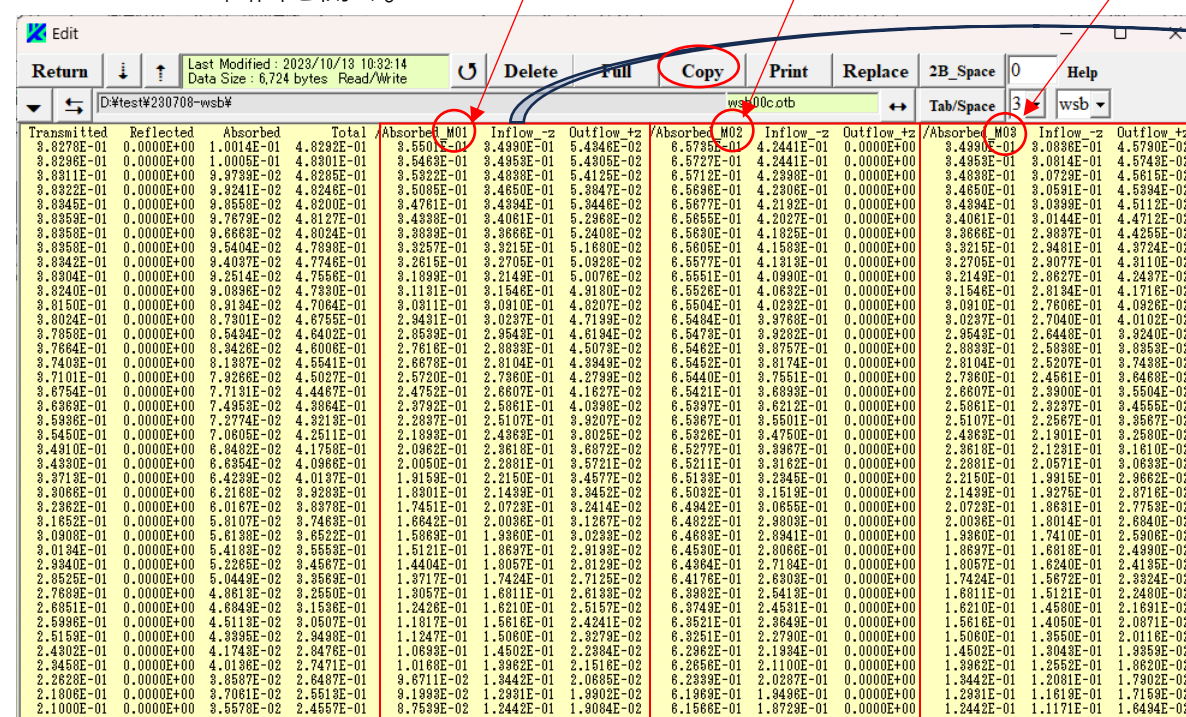 Edit
Return ↓ ↑ Last Modified : 2023/10/13 10:32:14 Data Size : 6,724 bytes Read/Write ↺ Delete Full Copy Print Replace 2B_Space 0 Help
D:¥test¥230708-wsb¥ ↔ Tab/Space 3 wsb
Transmitted Reflected Absorbed Total /Absorbed_M01 Inflow_-z Outflow_+z /Absorbed_M02 Inflow_-z Outflow_+z /Absorbed_M03 Inflow_-z Outflow_+z
3.8278E-01 0.0000E+00 1.0014E-01 4.8292E-01 3.5501E-01 3.4990E-01 5.4346E-02 6.5735E-01 4.2441E-01 0.0000E+00 3.4990E-01 3.0836E-01 4.5790E-02
3.8296E-01 0.0000E+00 1.0005E-01 4.8301E-01 3.5463E-01 3.4953E-01 5.4305E-02 6.5727E-01 4.2441E-01 0.0000E+00 3.4953E-01 3.0814E-01 4.5743E-02
3.8311E-01 0.0000E+00 9.9739E-02 4.8285E-01 3.5322E-01 3.4838E-01 5.4125E-02 6.5712E-01 4.2398E-01 0.0000E+00 3.4838E-01 3.0729E-01 4.5615E-02
3.8322E-01 0.0000E+00 9.9241E-02 4.8246E-01 3.5085E-01 3.4650E-01 5.3847E-02 6.5696E-01 4.2306E-01 0.0000E+00 3.4650E-01 3.0591E-01 4.5394E-02
3.8345E-01 0.0000E+00 9.8558E-02 4.8200E-01 3.4761E-01 3.4394E-01 5.3446E-02 6.5677E-01 4.2192E-01 0.0000E+00 3.4394E-01 3.0399E-01 4.5112E-02
3.8359E-01 0.0000E+00 9.7679E-02 4.8127E-01 3.4338E-01 3.4061E-01 5.2968E-02 6.5655E-01 4.2027E-01 0.0000E+00 3.4061E-01 3.0144E-01 4.4712E-02
3.8358E-01 0.0000E+00 9.6663E-02 4.8024E-01 3.3839E-01 3.3666E-01 5.2408E-02 6.5630E-01 4.1825E-01 0.0000E+00 3.3666E-01 2.9837E-01 4.4255E-02
3.8358E-01 0.0000E+00 9.5404E-02 4.7898E-01 3.3257E-01 3.3215E-01 5.1680E-02 6.5605E-01 4.1583E-01 0.0000E+00 3.3215E-01 2.9481E-01 4.3724E-02
3.8342E-01 0.0000E+00 9.4037E-02 4.7746E-01 3.2615E-01 3.2705E-01 5.0928E-02 6.5577E-01 4.1313E-01 0.0000E+00 3.2705E-01 2.9077E-01 4.3110E-02
3.8304E-01 0.0000E+00 9.2514E-02 4.7556E-01 3.1899E-01 3.2149E-01 5.0076E-02 6.5551E-01 4.0990E-01 0.0000E+00 3.2149E-01 2.8627E-01 4.2437E-02
3.8240E-01 0.0000E+00 9.0896E-02 4.7330E-01 3.1131E-01 3.1546E-01 4.9180E-02 6.5526E-01 4.0632E-01 0.0000E+00 3.1546E-01 2.8134E-01 4.1716E-02
3.8150E-01 0.0000E+00 8.9134E-02 4.7064E-01 3.0311E-01 3.0910E-01 4.8207E-02 6.5504E-01 4.0232E-01 0.0000E+00 3.0910E-01 2.7606E-01 4.0926E-02
3.8024E-01 0.0000E+00 8.7301E-02 4.6755E-01 2.9431E-01 3.0237E-01 4.7199E-02 6.5484E-01 3.9768E-01 0.0000E+00 3.0237E-01 2.7040E-01 4.0102E-02
3.7858E-01 0.0000E+00 8.5434E-02 4.6402E-01 2.8539E-01 2.9543E-01 4.6194E-02 6.5473E-01 3.9282E-01 0.0000E+00 2.9543E-01 2.6448E-01 3.9240E-02
3.7664E-01 0.0000E+00 8.3426E-02 4.6006E-01 2.7616E-01 2.8833E-01 4.5073E-02 6.5462E-01 3.8757E-01 0.0000E+00 2.8833E-01 2.5838E-01 3.8353E-02
3.7403E-01 0.0000E+00 8.1387E-02 4.5541E-01 2.6678E-01 2.8104E-01 4.3949E-02 6.5452E-01 3.8174E-01 0.0000E+00 2.8104E-01 2.5207E-01 3.7438E-02
3.7101E-01 0.0000E+00 7.9266E-02 4.5027E-01 2.5720E-01 2.7360E-01 4.2799E-02 6.5440E-01 3.7551E-01 0.0000E+00 2.7360E-01 2.4561E-01 3.6468E-02
3.6754E-01 0.0000E+00 7.7131E-02 4.4467E-01 2.4752E-01 2.6607E-01 4.1627E-02 6.5421E-01 3.6893E-01 0.0000E+00 2.6607E-01 2.3900E-01 3.5504E-02
3.6369E-01 0.0000E+00 7.4953E-02 4.3864E-01 2.3792E-01 2.5861E-01 4.0398E-02 6.5397E-01 3.6212E-01 0.0000E+00 2.5861E-01 2.3237E-01 3.4555E-02
3.5936E-01 0.0000E+00 7.2774E-02 4.3213E-01 2.2837E-01 2.5107E-01 3.9207E-02 6.5367E-01 3.5501E-01 0.0000E+00 2.5107E-01 2.2567E-01 3.3567E-02
3.5450E-01 0.0000E+00 7.0605E-02 4.2511E-01 2.1893E-01 2.4363E-01 3.8025E-02 6.5326E-01 3.4750E-01 0.0000E+00 2.4363E-01 2.1901E-01 3.2580E-02
3.4910E-01 0.0000E+00 6.8482E-02 4.1758E-01 2.0962E-01 2.3618E-01 3.6872E-02 6.5277E-01 3.3967E-01 0.0000E+00 2.3618E-01 2.1231E-01 3.1610E-02
3.4330E-01 0.0000E+00 6.6354E-02 4.0966E-01 2.0050E-01 2.2881E-01 3.5721E-02 6.5211E-01 3.3162E-01 0.0000E+00 2.2881E-01 2.0571E-01 3.0633E-02
3.3713E-01 0.0000E+00 6.4239E-02 4.0137E-01 1.9159E-01 2.2150E-01 3.4577E-02 6.5133E-01 3.2345E-01 0.0000E+00 2.2150E-01 1.9915E-01 2.9662E-02
3.3066E-01 0.0000E+00 6.2168E-02 3.9283E-01 1.8301E-01 2.1439E-01 3.3452E-02 6.5032E-01 3.1519E-01 0.0000E+00 2.1439E-01 1.9275E-01 2.8716E-02
3.2362E-01 0.0000E+00 6.0167E-02 3.8378E-01 1.7451E-01 2.0723E-01 3.2414E-02 6.4942E-01 3.0655E-01 0.0000E+00 2.0723E-01 1.8631E-01 2.7753E-02
3.1652E-01 0.0000E+00 5.8107E-02 3.7463E-01 1.6642E-01 2.0036E-01 3.1267E-02 6.4822E-01 2.9803E-01 0.0000E+00 2.0036E-01 1.8014E-01 2.6840E-02
3.0908E-01 0.0000E+00 5.6138E-02 3.6522E-01 1.5869E-01 1.9360E-01 3.0233E-02 6.4683E-01 2.8941E-01 0.0000E+00 1.9360E-01 1.7410E-01 2.5906E-02
3.0134E-01 0.0000E+00 5.4183E-02 3.5553E-01 1.5121E-01 1.8697E-01 2.9193E-02 6.4530E-01 2.8066E-01 0.0000E+00 1.8697E-01 1.6818E-01 2.4990E-02
2.9340E-01 0.0000E+00 5.2265E-02 3.4567E-01 1.4404E-01 1.8057E-01 2.8129E-02 6.4364E-01 2.7184E-01 0.0000E+00 1.8057E-01 1.6240E-01 2.4135E-02
2.8525E-01 0.0000E+00 5.0449E-02 3.3569E-01 1.3717E-01 1.7424E-01 2.7125E-02 6.4176E-01 2.6303E-01 0.0000E+00 1.7424E-01 1.5672E-01 2.3324E-02
2.7689E-01 0.0000E+00 4.8613E-02 3.2550E-01 1.3057E-01 1.6811E-01 2.6133E-02 6.3982E-01 2.5413E-01 0.0000E+00 1.6811E-01 1.5121E-01 2.2480E-02
2.6851E-01 0.0000E+00 4.6849E-02 3.1536E-01 1.2426E-01 1.6210E-01 2.5157E-02 6.3749E-01 2.4531E-01 0.0000E+00 1.6210E-01 1.4580E-01 2.1691E-02
2.5996E-01 0.0000E+00 4.5113E-02 3.0507E-01 1.1817E-01 1.5616E-01 2.4241E-02 6.3521E-01 2.3649E-01 0.0000E+00 1.5616E-01 1.4050E-01 2.0871E-02
2.5159E-01 0.0000E+00 4.3395E-02 2.9498E-01 1.1247E-01 1.5060E-01 2.3279E-02 6.3251E-01 2.2790E-01 0.0000E+00 1.5060E-01 1.3550E-01 2.0116E-02
2.4302E-01 0.0000E+00 4.1743E-02 2.8476E-01 1.0693E-01 1.4502E-01 2.2384E-02 6.2962E-01 2.1934E-01 0.0000E+00 1.4502E-01 1.3043E-01 1.9359E-02
2.3458E-01 0.0000E+00 4.0136E-02 2.7471E-01 1.0168E-01 1.3962E-01 2.1516E-02 6.2656E-01 2.1100E-01 0.0000E+00 1.3962E-01 1.2552E-01 1.8620E-02
2.2628E-01 0.0000E+00 3.8587E-02 2.6487E-01 9.6711E-02 1.3442E-01 2.0685E-02 6.2339E-01 2.0287E-01 0.0000E+00 1.3442E-01 1.2081E-01 1.7902E-02
2.1806E-01 0.0000E+00 3.7061E-02 2.5513E-01 9.1993E-02 1.2931E-01 1.9902E-02 6.1969E-01 1.9496E-01 0.0000E+00 1.2931E-01 1.1619E-01 1.7159E-02
2.1000E-01 0.0000E+00 3.5578E-02 2.4557E-01 8.7539E-02 1.2442E-01 1.9084E-02 6.1566E-01 1.8729E-01 0.0000E+00 1.2442E-01 1.1171E-01 1.6494E-02